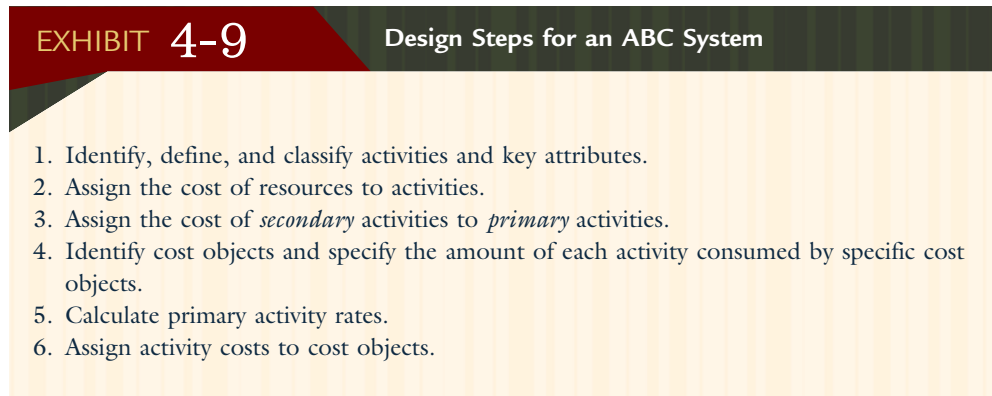 EXHIBIT 4-9 Design Steps for an ABC System
1. Identify, define, and classify activities and key attributes.
2. Assign the cost of resources to activities.
3. Assign the cost of secondary activities to primary activities.
4. Identify cost objects and specify the amount of each activity consumed by specific cost
objects.
5. Calculate primary activity rates.
6. Assign activity costs to cost objects.